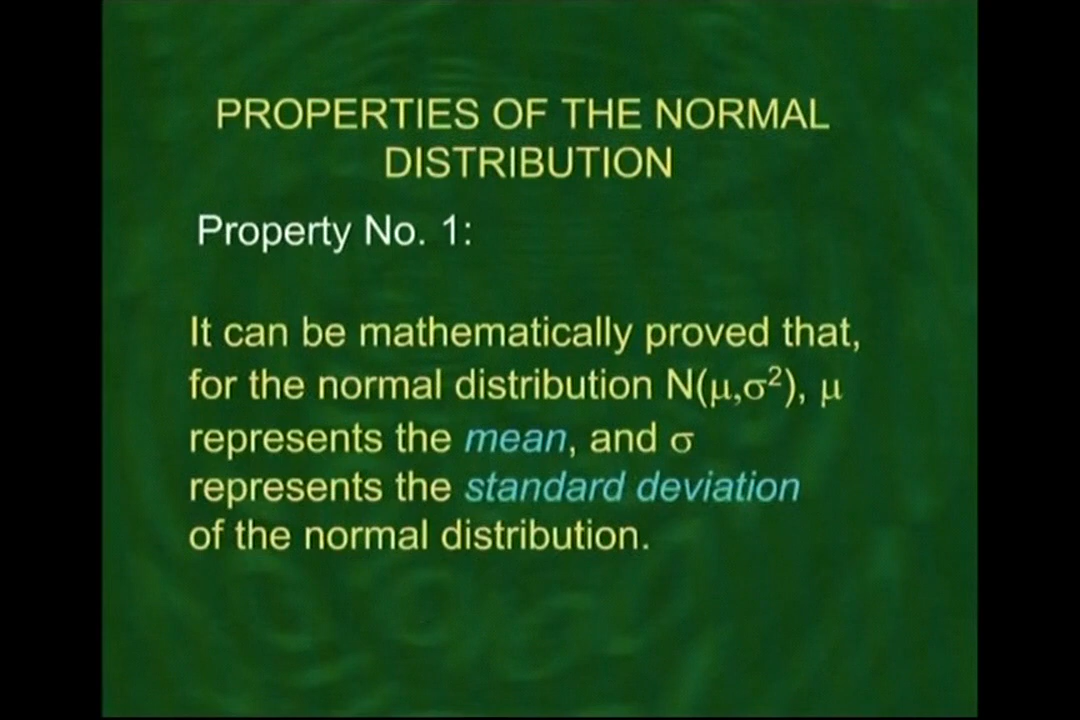 PROPERTIES OF THE NORMAL
DISTRIBUTION
Property No. 1:
It can be mathematically proved that,
for the normal distribution N(μ,σ²), μ
represents the mean, and σ
represents the standard deviation
of the normal distribution.